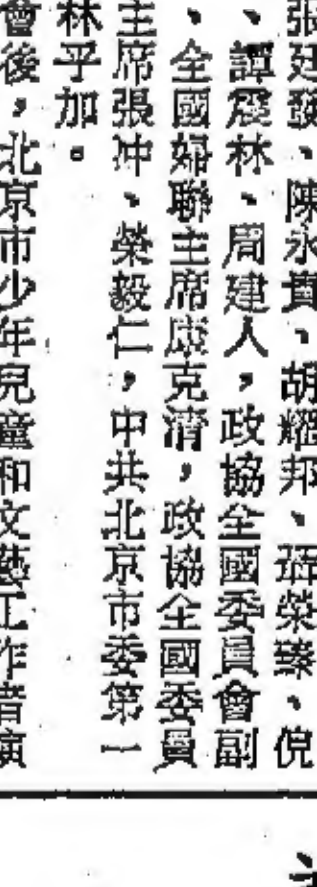 張廷發、陳永貴、胡耀邦、聶榮臻、倪
、譚震林、周建人，政協全國委員會副
、全國婦聯主席康克清，政協全國委員
主席張沖、榮毅仁，中共北京市委第一
林乎加。
會後，北京市少年兒童和文藝工作者演